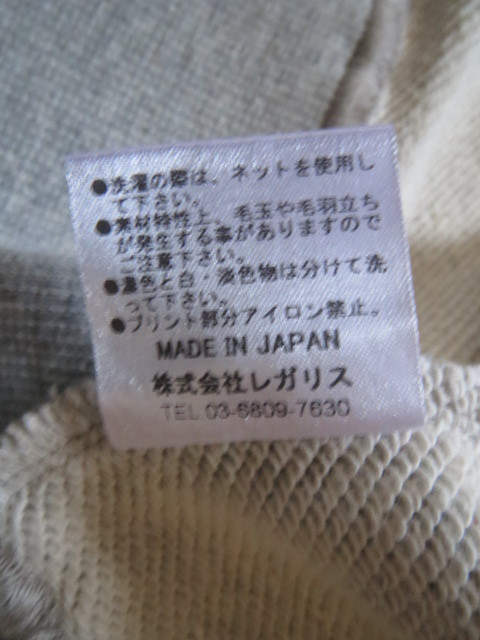 ●洗濯の際は、ネットを使用し
て下さい。
●素材特性上、毛玉や毛羽立ち
が発生する事がありますので
ご注意下さい。
●濃色と白・淡色物は分けて洗
って下さい。
●プリント部分アイロン禁止。
MADE IN JAPAN
株式会社レガリス
TEL 03-5809-7630